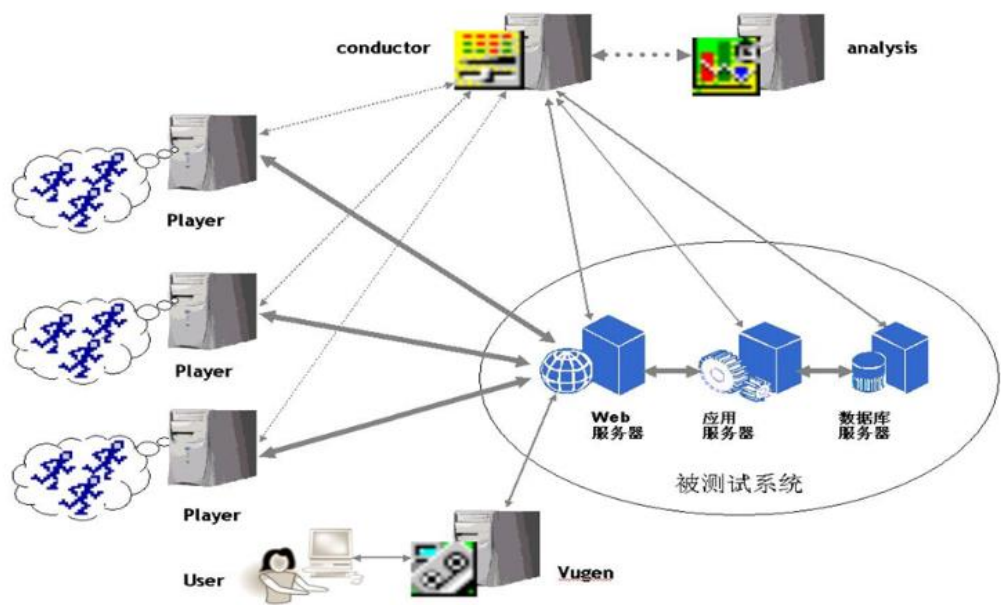 conductor
analysis
Player
Player
Web
服务器
应用
服务器
数据库
服务器
被测试系统
Player
User
Vugen